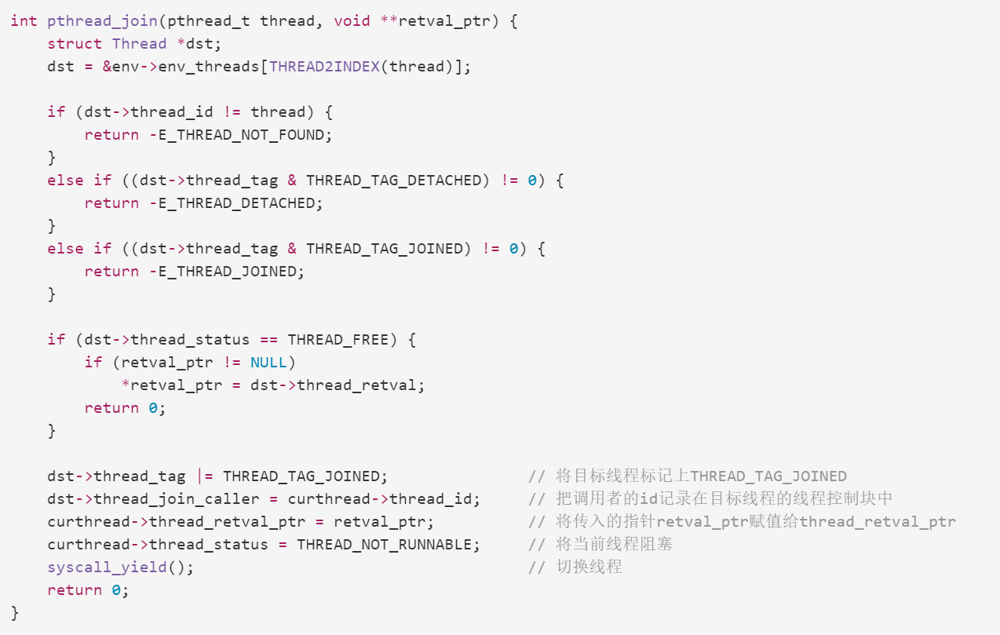 int pthread_join(pthread_t thread, void **retval_ptr) {
    struct Thread *dst;
    dst = &env->env_threads[THREAD2INDEX(thread)];

    if (dst->thread_id != thread) {
        return -E_THREAD_NOT_FOUND;
    }
    else if ((dst->thread_tag & THREAD_TAG_DETACHED) != 0) {
        return -E_THREAD_DETACHED;
    }
    else if ((dst->thread_tag & THREAD_TAG_JOINED) != 0) {
        return -E_THREAD_JOINED;
    }

    if (dst->thread_status == THREAD_FREE) {
        if (retval_ptr != NULL)
            *retval_ptr = dst->thread_retval;
        return 0;
    }

    dst->thread_tag |= THREAD_TAG_JOINED;               // 将目标线程标记上THREAD_TAG_JOINED
    dst->thread_join_caller = curthread->thread_id;     // 把调用者的id记录在目标线程的线程控制块中
    curthread->thread_retval_ptr = retval_ptr;          // 将传入的指针retval_ptr赋值给thread_retval_ptr
    curthread->thread_status = THREAD_NOT_RUNNABLE;     // 将当前线程阻塞
    syscall_yield();                                    // 切换线程
    return 0;
}